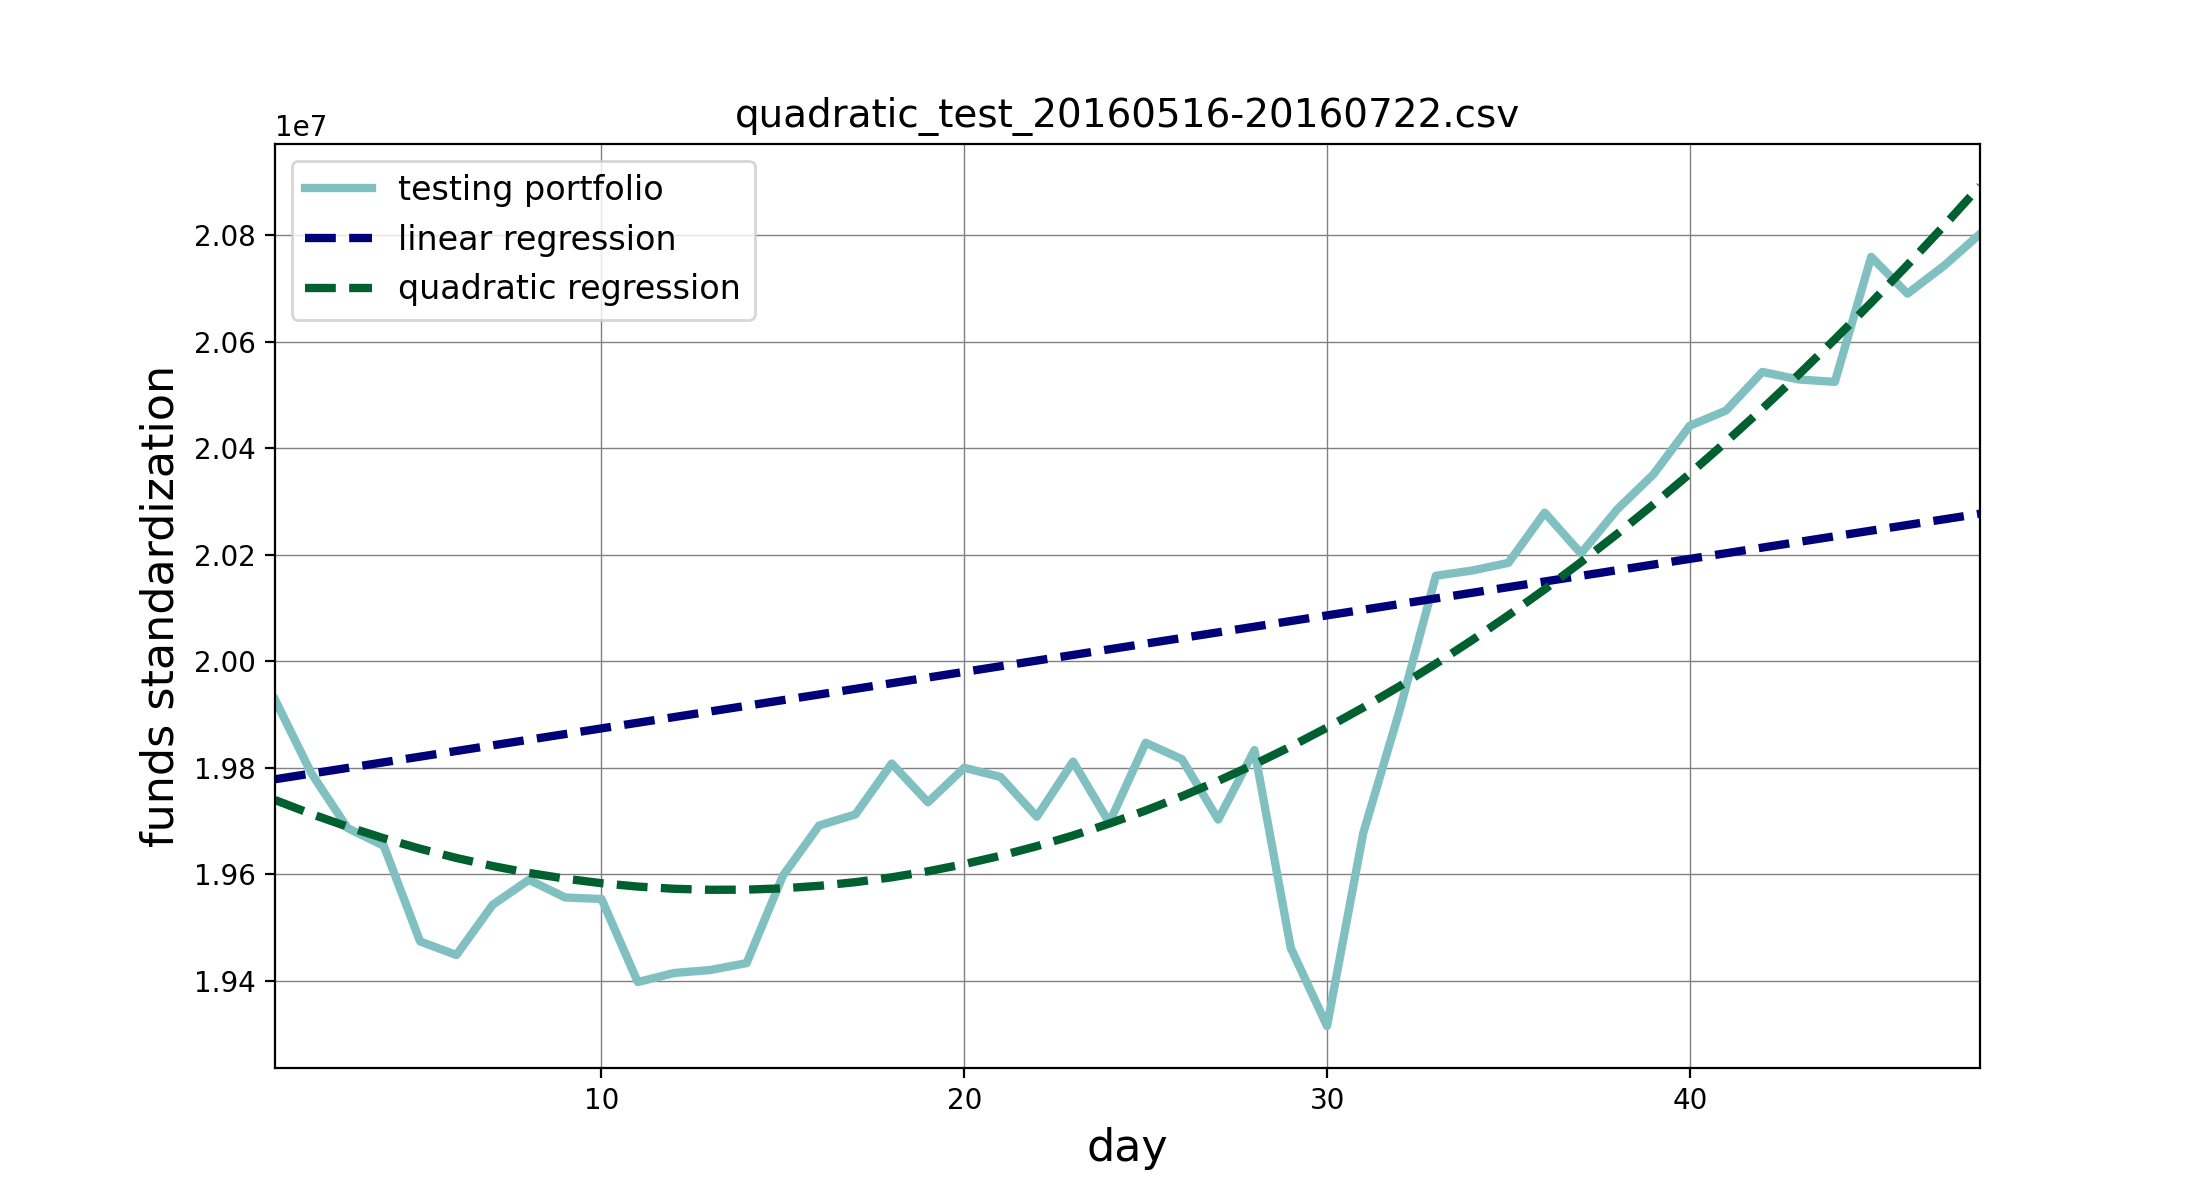 quadratic_test_20160516-20160722.csv
1e7
testing portfolio
linear regression
quadratic regression
2.08
2.06
2.04
2.02
2.00
1.98
1.96
1.94
funds standardization
10 20 30 40
day